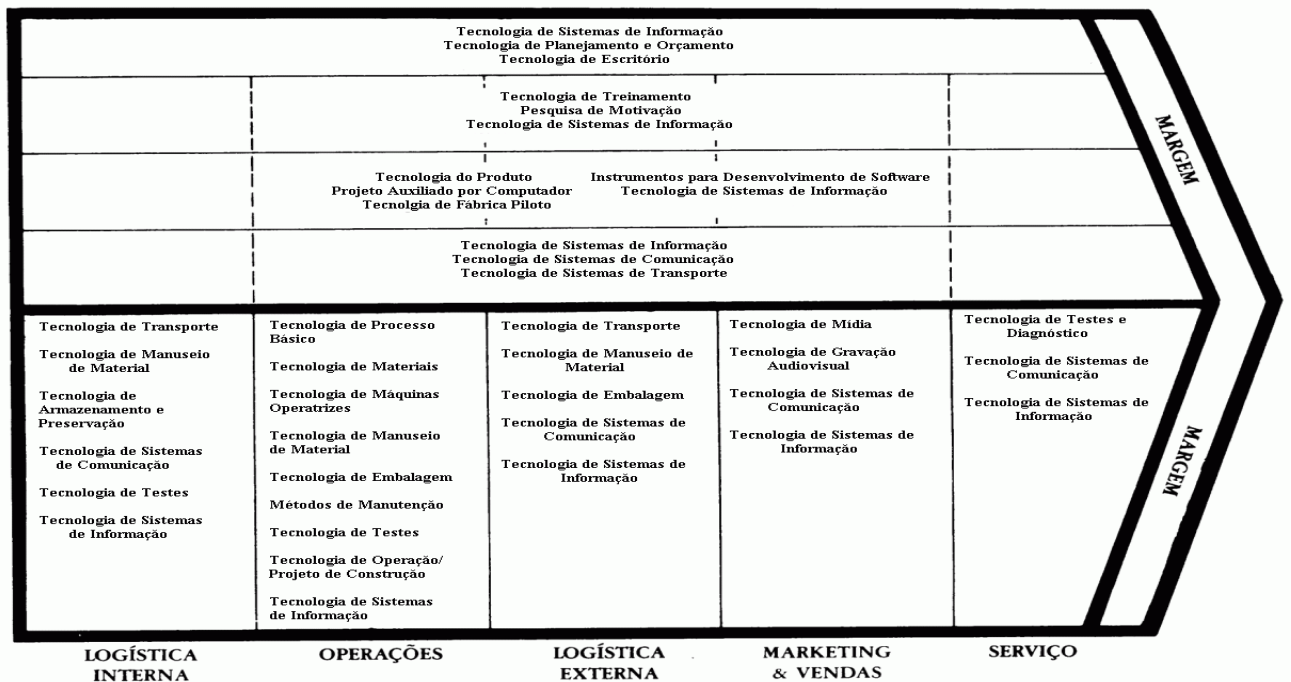 Tecnologia de Sistemas de Informação
Tecnologia de Planejamento e Orçamento
Tecnologia de Escritório
Tecnologia de Treinamento
Pesquisa de Motivação
Tecnologia de Sistemas de Informação
Tecnologia do Produto
Projeto Auxiliado por Computador
Tecnolgia de Fábrica Piloto
Instrumentos para Desenvolvimento de Software
Tecnologia de Sistemas de Informação
Tecnologia de Sistemas de Informação
Tecnologia de Sistemas de Comunicação
Tecnologia de Sistemas de Transporte
MARGEM
Tecnologia de Transporte
Tecnologia de Manuseio
de Material
Tecnologia de
Armazenamento e
Preservação
Tecnologia de Sistemas
de Comunicação
Tecnologia de Testes
Tecnologia de Sistemas
de Informação
Tecnologia de Processo
Básico
Tecnologia de Materiais
Tecnologia de Máquinas
Operatrizes
Tecnologia de Manuseio
de Material
Tecnologia de Embalagem
Métodos de Manutenção
Tecnologia de Testes
Tecnologia de Operação/
Projeto de Construção
Tecnologia de Sistemas
de Informação
Tecnologia de Transporte
Tecnologia de Manuseio de
Material
Tecnologia de Embalagem
Tecnologia de Sistemas de
Comunicação
Tecnologia de Sistemas de
Informação
Tecnologia de Mídia
Tecnologia de Gravação
Audiovisual
Tecnologia de Sistemas de
Comunicação
Tecnologia de Sistemas de
Informação
Tecnologia de Testes e
Diagnóstico
Tecnologia de Sistemas de
Comunicação
Tecnologia de Sistemas de
Informação
MARGEM
LOGÍSTICA
INTERNA
OPERAÇÕES
LOGÍSTICA
EXTERNA
MARKETING
& VENDAS
SERVIÇO